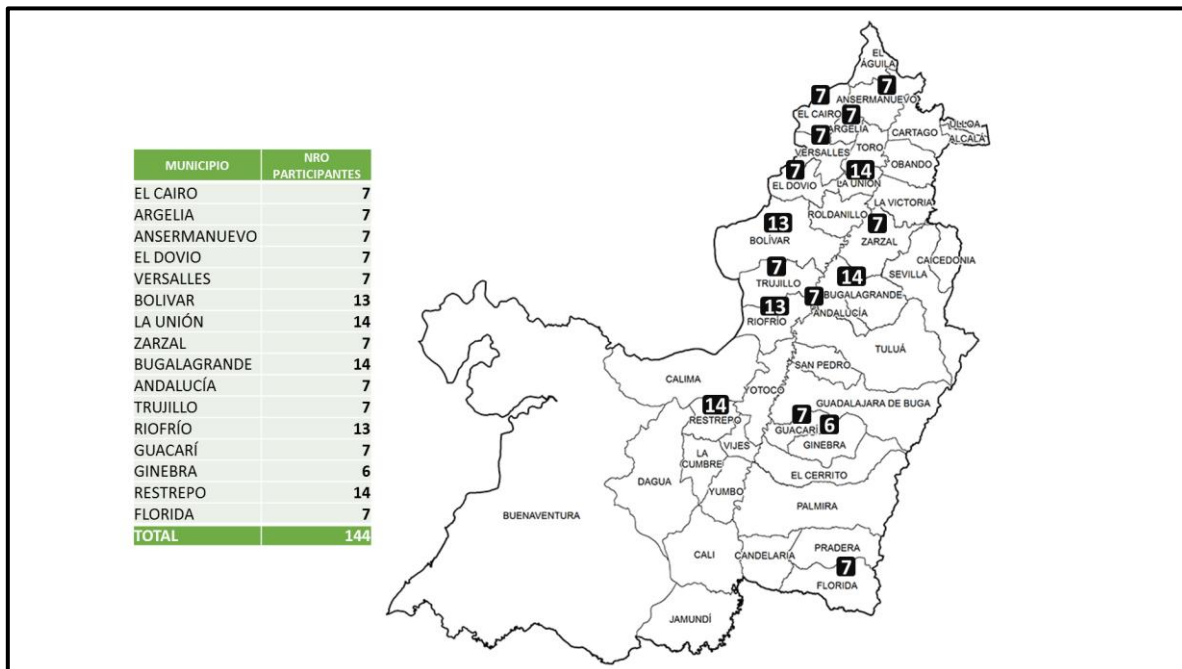 MUNICIPIO NRO PARTICIPANTES
EL CAIRO 7
ARGELIA 7
ANSERMANUEVO 7
EL DOVIO 7
VERSALLES 7
BOLIVAR 13
LA UNIÓN 14
ZARZAL 7
BUGALAGRANDE 14
ANDALUCÍA 7
TRUJILLO 7
RIOFRÍO 13
GUACARÍ 7
GINEBRA 6
RESTREPO 14
FLORIDA 7
TOTAL 144
EL
ÁGUILA
7
ANSERMANUEVO
7
EL CAIRO
7
ARGELIA
CARTAGO
ULLOA
ALCALÁ
7
VERSALLES
TORO
OBANDO
7
EL DOVIO
14
LA UNIÓN
LA VICTORIA
ROLDANILLO
13
BOLÍVAR
7
ZARZAL
CAICEDONIA
SEVILLA
7
TRUJILLO
14
BUGALAGRANDE
13
RIOFRÍO
7
ANDALUCÍA
TULUÁ
SAN PEDRO
CALIMA
YOTOCO
GUADALAJARA DE BUGA
14
RESTREPO
7
GUACARÍ
6
GINEBRA
VIJES
LA
CUMBRE
EL CERRITO
DAGUA
YUMBO
PALMIRA
BUENAVENTURA
CALI
CANDELARIA
PRADERA
7
FLORIDA
JAMUNDÍ